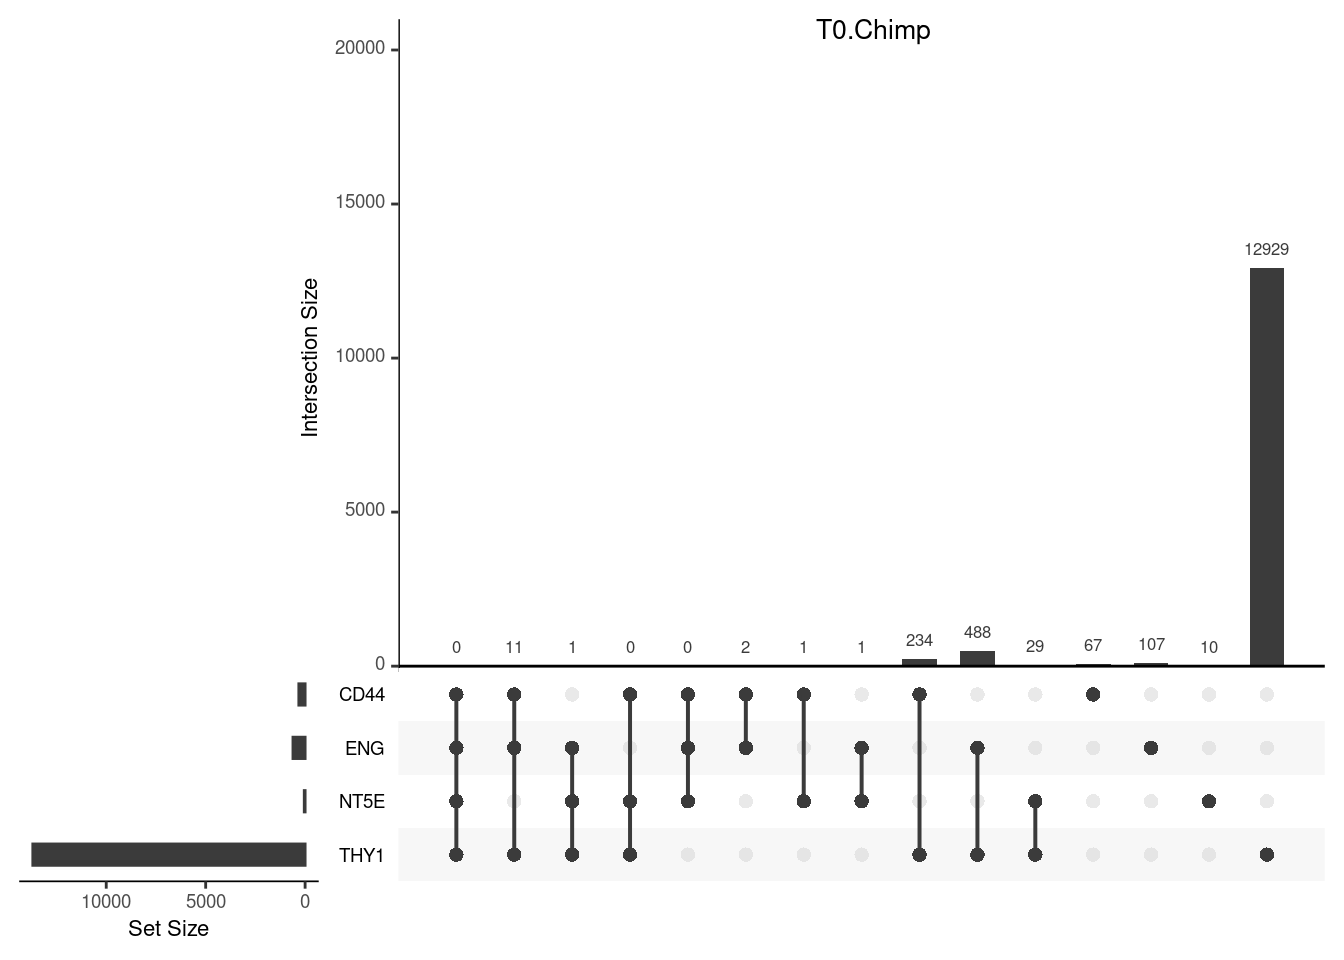 T0.Chimp
20000
15000
10000
5000
0
Intersection Size
12929
0 11 1 0 0 2 1 1 234 488 29 67 107 10
CD44
ENG
NT5E
THY1
10000 5000 0
Set Size